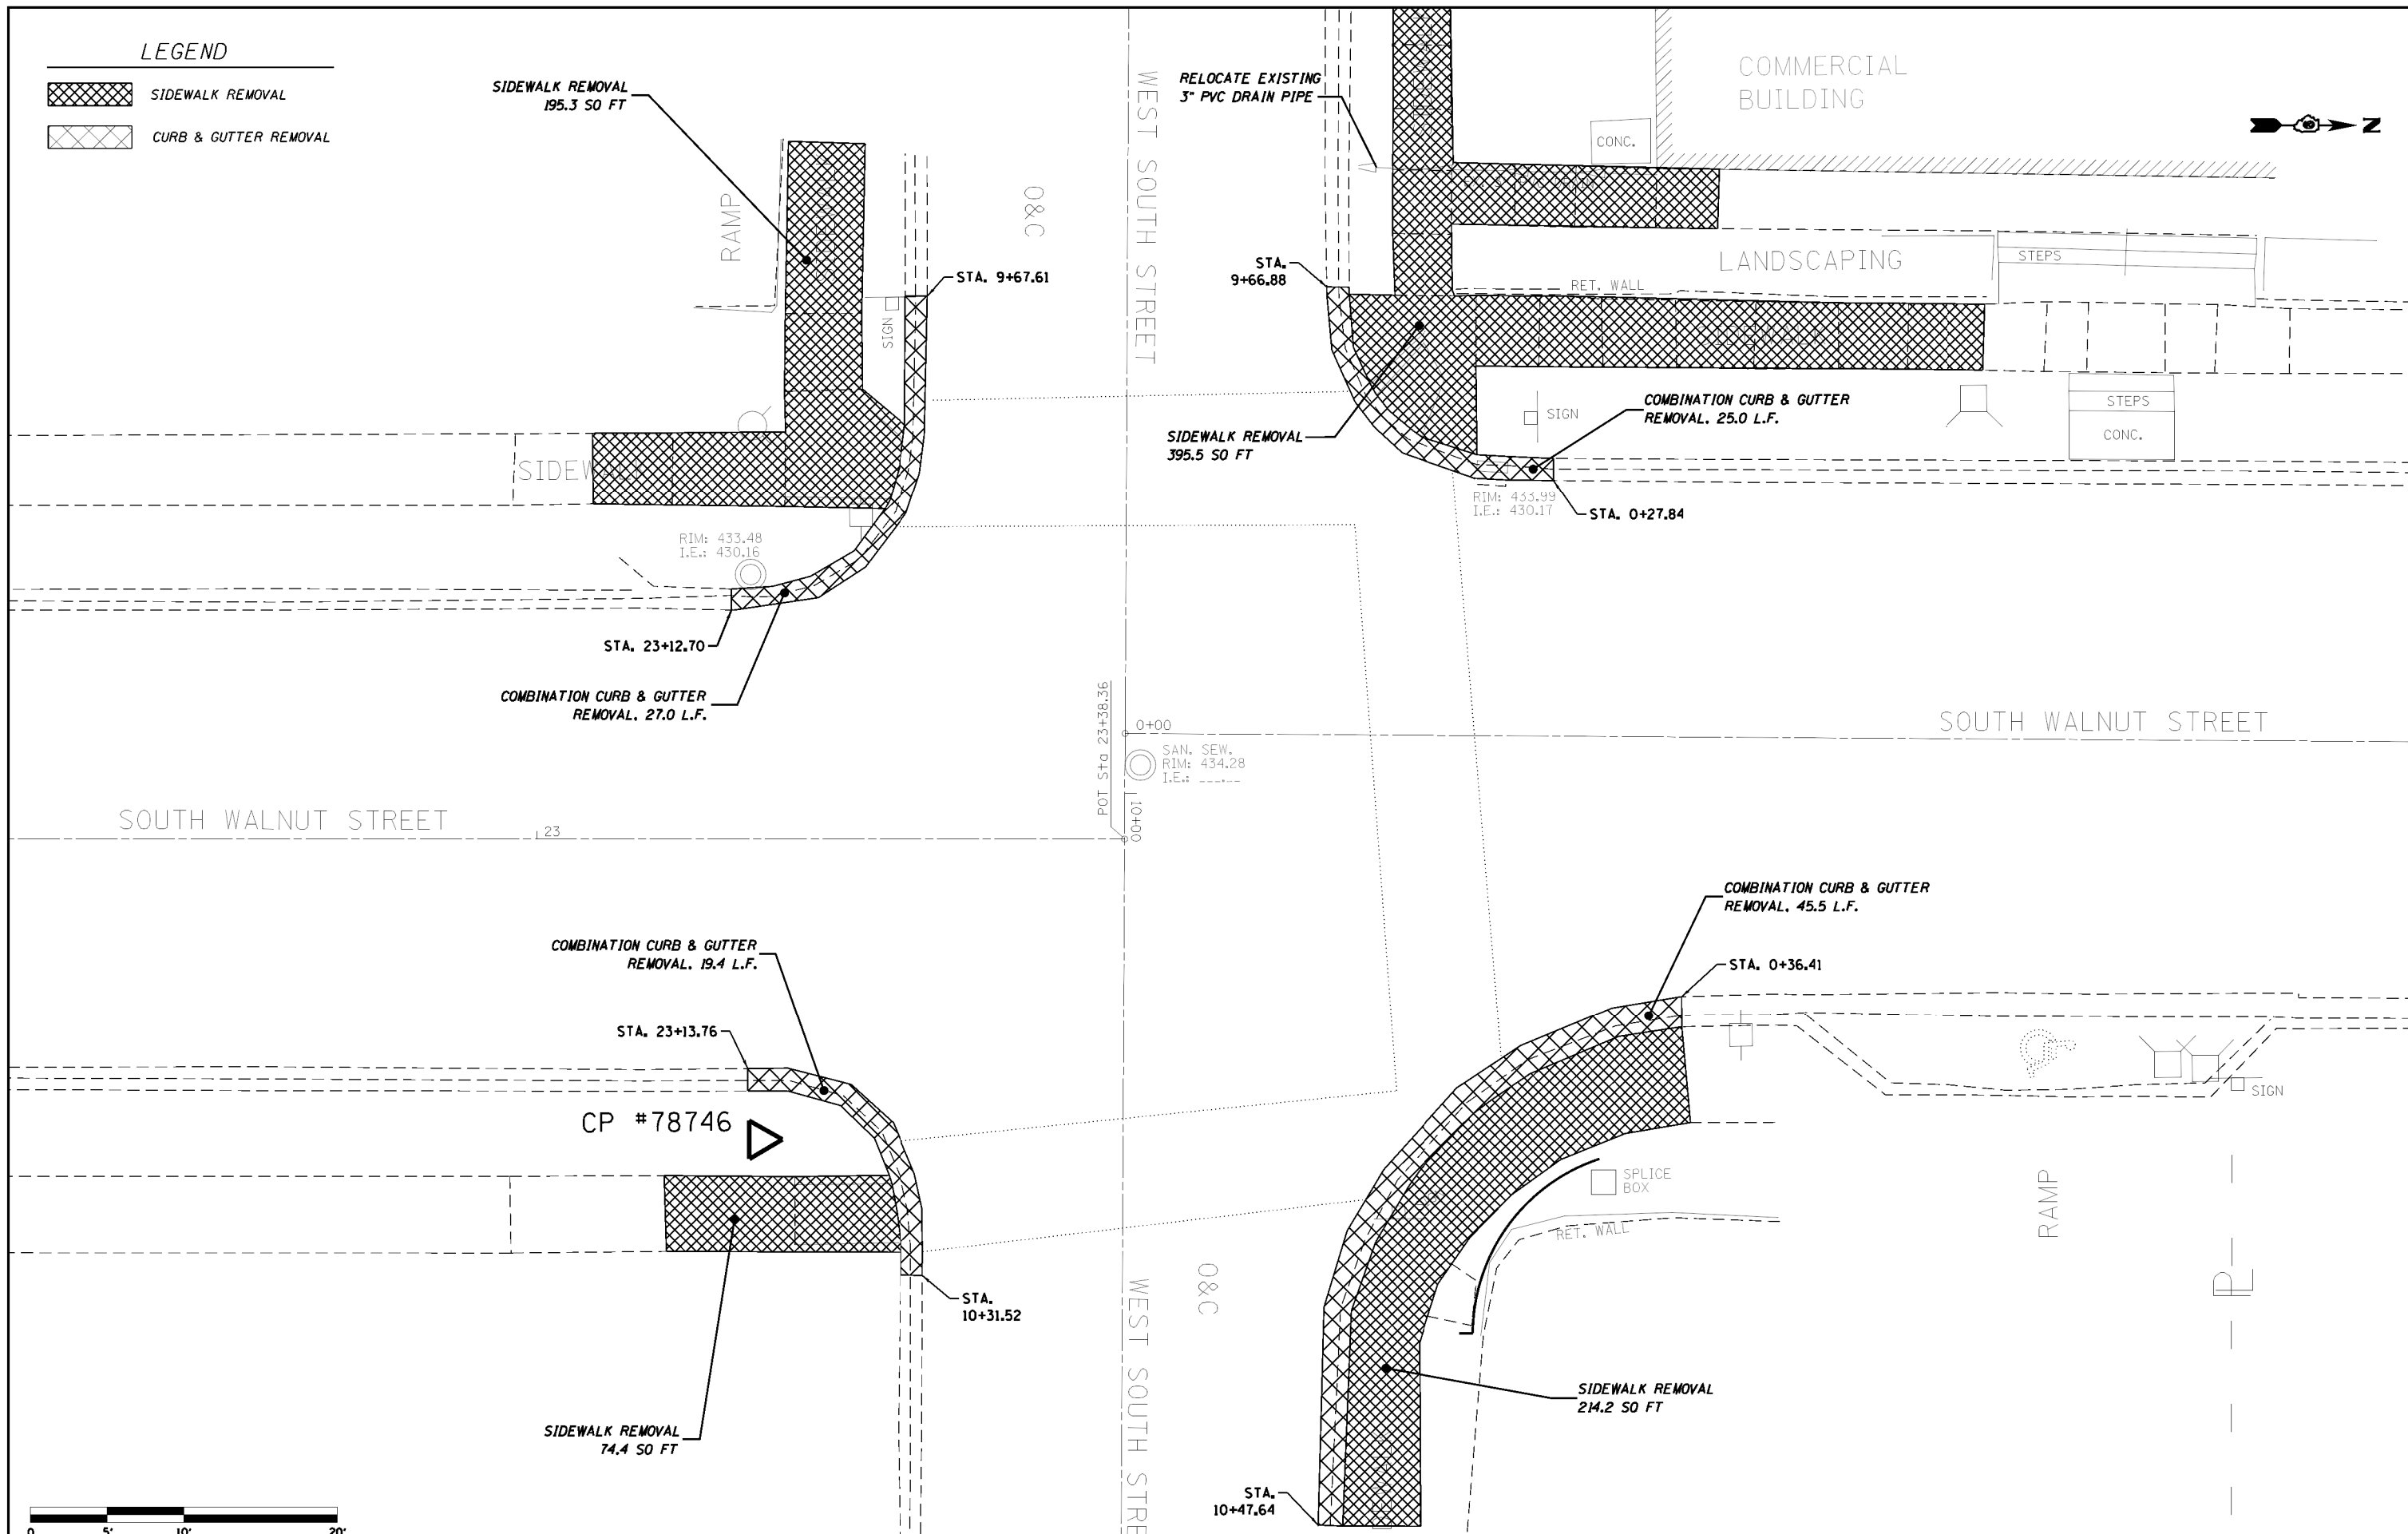 LEGEND
SIDEWALK REMOVAL
CURB & GUTTER REMOVAL
SIDEWALK REMOVAL
195.3 SQ FT
RAMP
O&C
WEST SOUTH STREET
RELOCATE EXISTING
3" PVC DRAIN PIPE
COMMERCIAL
BUILDING
CONC.
N
STA. 9+67.61
SIGN
STA.
9+66.88
LANDSCAPING
STEPS
RET. WALL
SIDEWALK
SIGN
COMBINATION CURB & GUTTER
REMOVAL, 25.0 L.F.
STEPS
CONC.
SIDEWALK REMOVAL
395.5 SQ FT
SIDEWALK
RIM: 433.99
I.E.: 430.17
STA. 0+27.84
RIM: 433.48
I.E.: 430.16
STA. 23+12.70
COMBINATION CURB & GUTTER
REMOVAL, 27.0 L.F.
POT Sta 23+38.36
0+00
SAN. SEW.
RIM: 434.28
I.E.: ___.__
10+00
SOUTH WALNUT STREET
SOUTH WALNUT STREET
23
COMBINATION CURB & GUTTER
REMOVAL, 45.5 L.F.
COMBINATION CURB & GUTTER
REMOVAL, 19.4 L.F.
STA. 0+36.41
STA. 23+13.76
CP #78746
SIGN
SPLICE
BOX
RET. WALL
RAMP
PL
O&C
WEST SOUTH STRE
STA.
10+31.52
SIDEWALK REMOVAL
214.2 SQ FT
SIDEWALK REMOVAL
74.4 SQ FT
STA.
10+47.64
0 5' 10' 20'